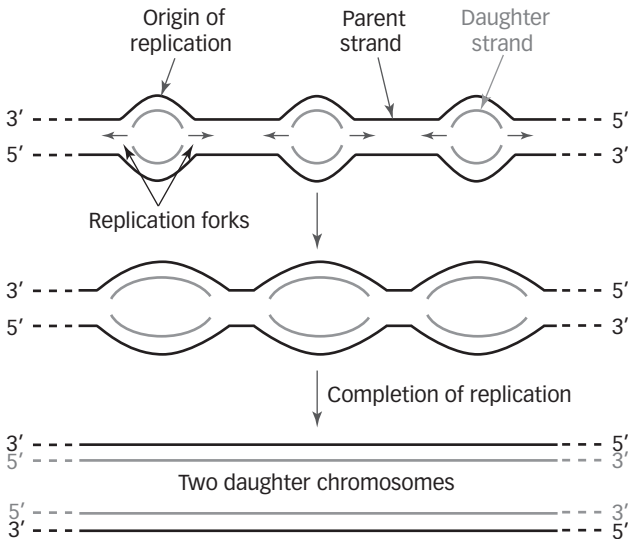 Origin of
replication
Parent
strand
Daughter
strand
3′ 5′
5′ 3′
Replication forks
3′ 5′
5′ 3′
Completion of replication
3′ 5′
5′ 3′
Two daughter chromosomes
5′ 3′
3′ 5′